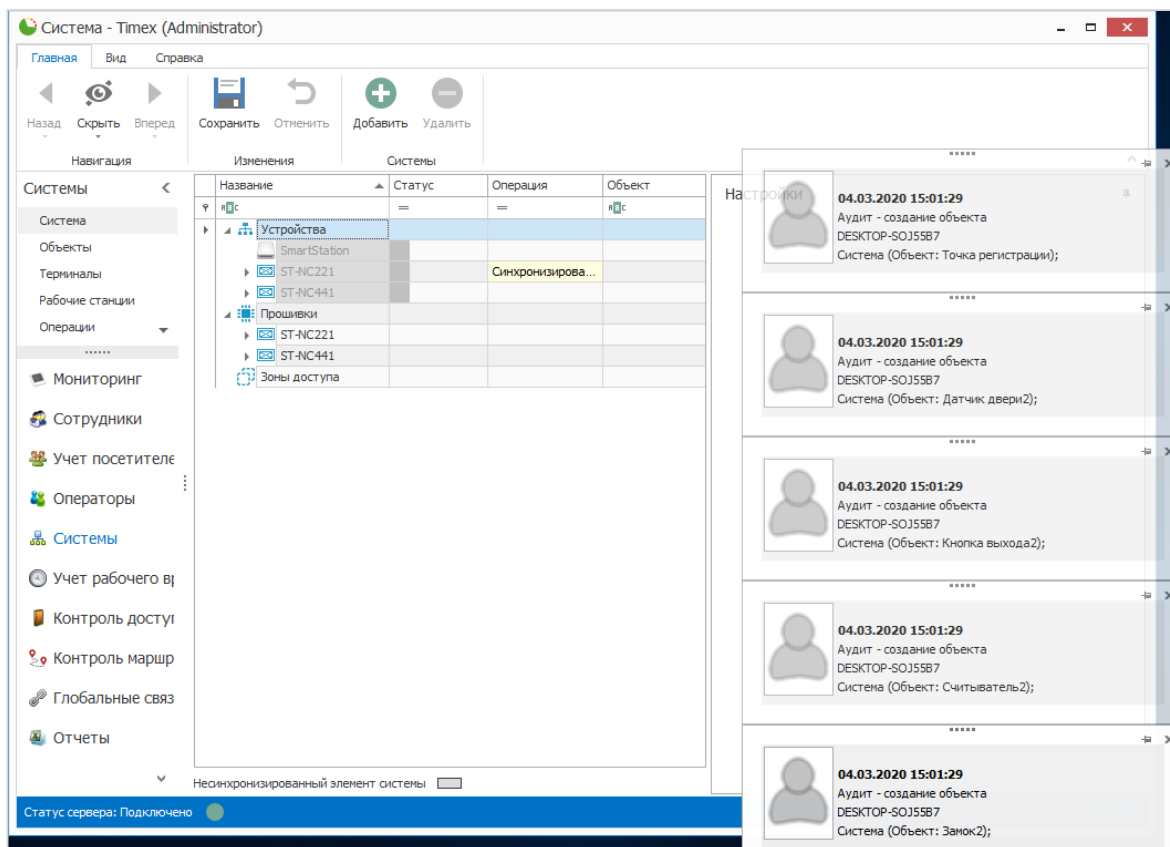 Система - Timex (Administrator)
Главная Вид Справка
Назад Скрыть Вперед Сохранить Отменить Добавить Удалить
Навигация Изменения Системы
Системы
Система
Объекты
Терминалы
Рабочие станции
Операции
Мониторинг
Сотрудники
Учет посетителе
Операторы
Системы
Учет рабочего в
Контроль досту
Контроль маршр
Глобальные связ
Отчеты
Название Статус Операция Объект
Устройства
SmartStation
ST-NC221 Синхронизирова...
ST-NC441
Прошивки
ST-NC221
ST-NC441
Зоны доступа
Несинхронизированный элемент системы
Настройки
04.03.2020 15:01:29
Аудит - создание объекта
DESKTOP-SOJ55B7
Система (Объект: Точка регистрации);
04.03.2020 15:01:29
Аудит - создание объекта
DESKTOP-SOJ55B7
Система (Объект: Датчик двери2);
04.03.2020 15:01:29
Аудит - создание объекта
DESKTOP-SOJ55B7
Система (Объект: Кнопка выхода2);
04.03.2020 15:01:29
Аудит - создание объекта
DESKTOP-SOJ55B7
Система (Объект: Считыватель2);
04.03.2020 15:01:29
Аудит - создание объекта
DESKTOP-SOJ55B7
Система (Объект: Замок2);
Статус сервера: Подключено